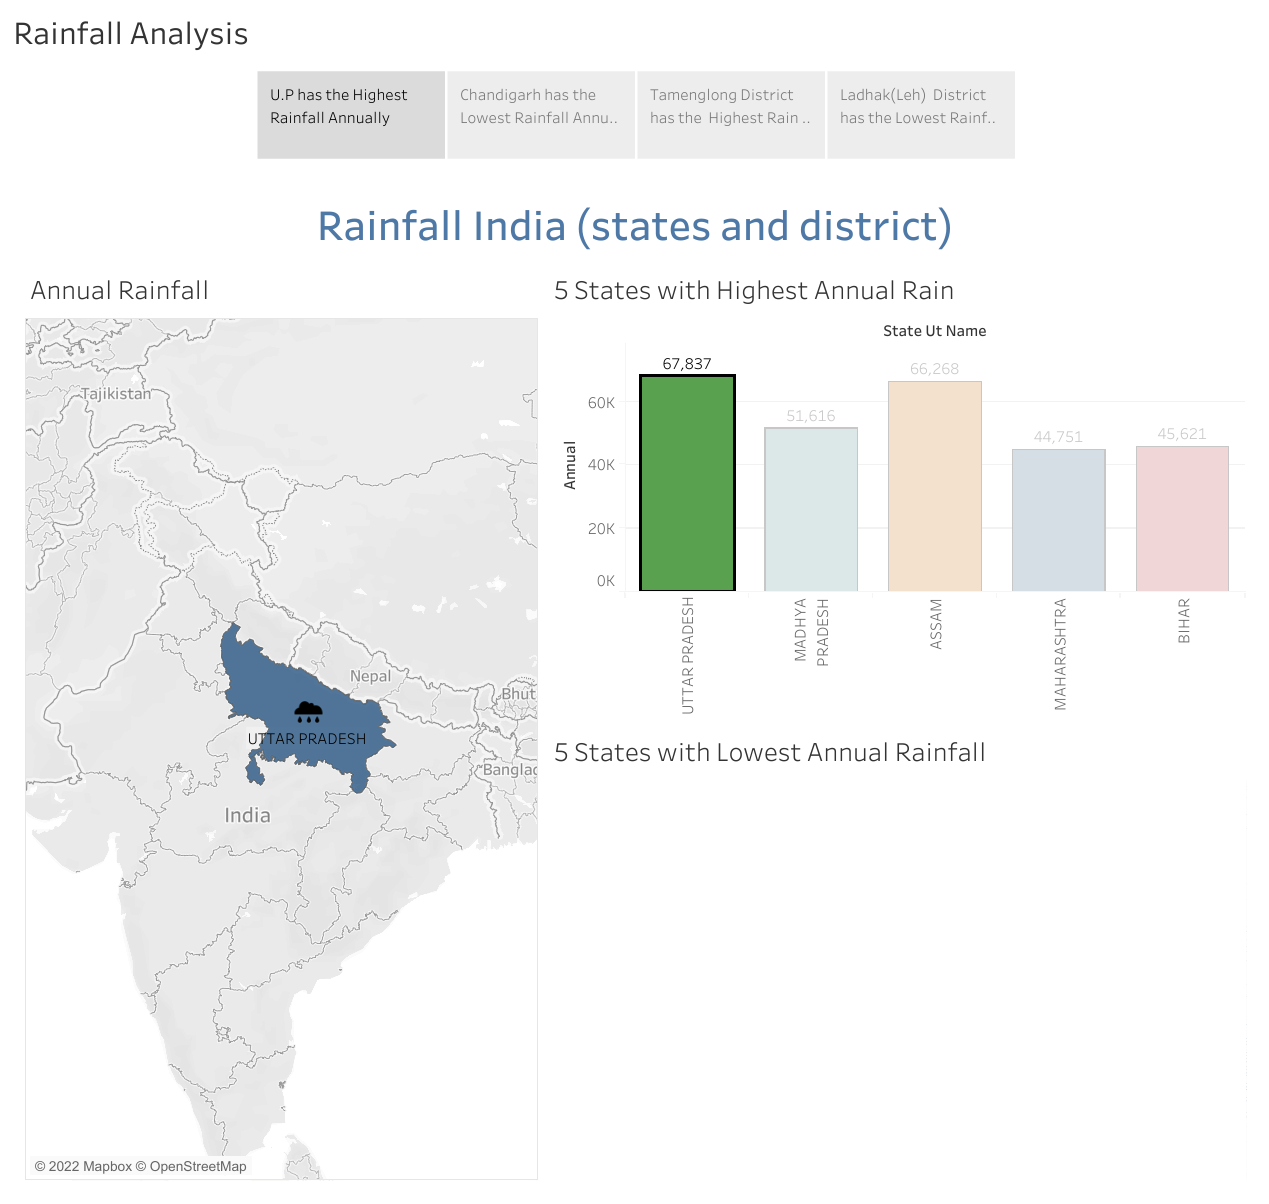 Rainfall Analysis
U.P has the Highest
Rainfall Annually
Chandigarh has the
Lowest Rainfall Annu..
Tamenglong District
has the  Highest Rain ..
Ladhak(Leh)  District
has the Lowest Rainf..
Rainfall India (states and district)
Annual Rainfall
Tajikistan
Nepal
Bhut
UTTAR PRADESH
Banglad
India
© 2022 Mapbox © OpenStreetMap
5 States with Highest Annual Rain
State Ut Name
67,837
51,616
66,268
44,751
45,621
Annual
60K
40K
20K
0K
UTTAR PRADESH
MADHYA
PRADESH
ASSAM
MAHARASHTRA
BIHAR
5 States with Lowest Annual Rainfall